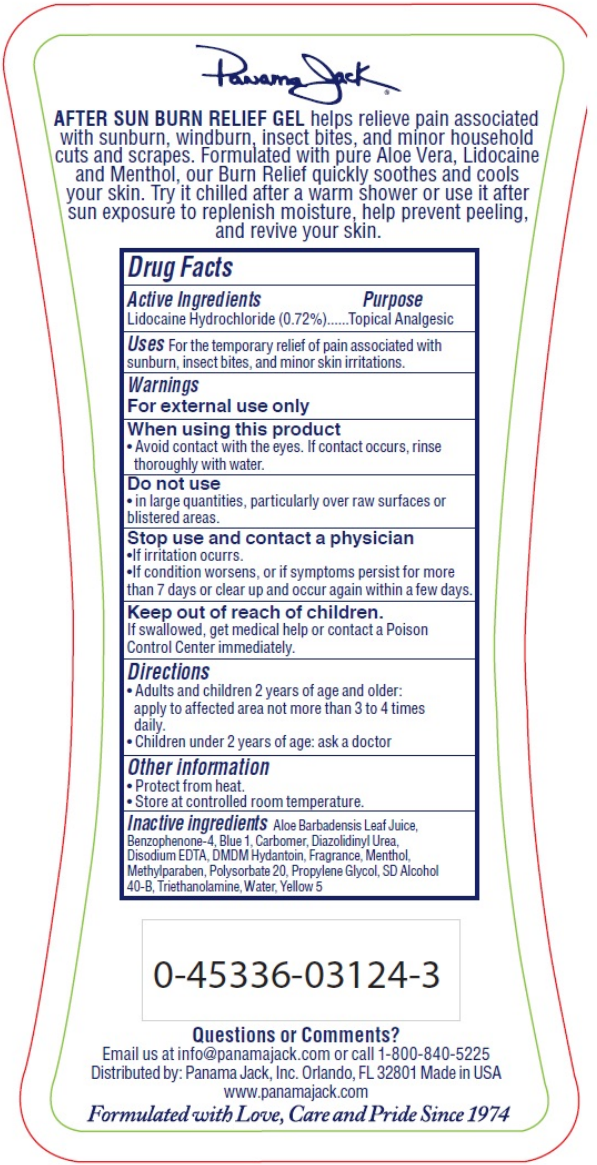 Panama Jack®
AFTER SUN BURN RELIEF GEL helps relieve pain associated
with sunburn, windburn, insect bites, and minor household
cuts and scrapes. Formulated with pure Aloe Vera, Lidocaine
and Menthol, our Burn Relief quickly soothes and cools
your skin. Try it chilled after a warm shower or use it after
sun exposure to replenish moisture, help prevent peeling,
and revive your skin.
Drug Facts
Active Ingredients Purpose
Lidocaine Hydrochloride (0.72%)......Topical Analgesic
Uses For the temporary relief of pain associated with
sunburn, insect bites, and minor skin irritations.
Warnings
For external use only
When using this product
• Avoid contact with the eyes. If contact occurs, rinse
thoroughly with water.
Do not use
• in large quantities, particularly over raw surfaces or
blistered areas.
Stop use and contact a physician
•If irritation ocurrs.
•If condition worsens, or if symptoms persist for more
than 7 days or clear up and occur again within a few days.
Keep out of reach of children.
If swallowed, get medical help or contact a Poison
Control Center immediately.
Directions
• Adults and children 2 years of age and older:
apply to affected area not more than 3 to 4 times
daily.
• Children under 2 years of age: ask a doctor
Other information
• Protect from heat.
• Store at controlled room temperature.
Inactive ingredients Aloe Barbadensis Leaf Juice,
Benzophenone-4, Blue 1, Carbomer, Diazolidinyl Urea,
Disodium EDTA, DMDM Hydantoin, Fragrance, Menthol,
Methylparaben, Polysorbate 20, Propylene Glycol, SD Alcohol
40-B, Triethanolamine, Water, Yellow 5
0-45336-03124-3
Questions or Comments?
Email us at info@panamajack.com or call 1-800-840-5225
Distributed by: Panama Jack, Inc. Orlando, FL 32801 Made in USA
www.panamajack.com
Formulated with Love, Care and Pride Since 1974